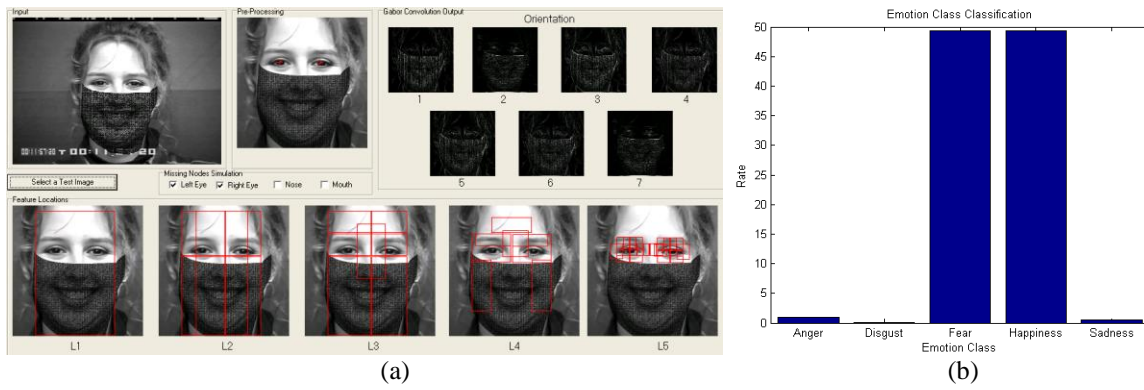 Input
Pre-Processing
Gabor Convolution Output
Orientation
1
2
3
4
5
6
7
Select a Test Image
Missing Nodes Simulation
Left Eye
Right Eye
Nose
Mouth
Feature Locations
L1
L2
L3
L4
L5
(a)
Emotion Class Classification
50
45
40
35
30
25
20
15
10
5
0
Rate
Anger
Disgust
Fear
Happiness
Sadness
Emotion Class
(b)